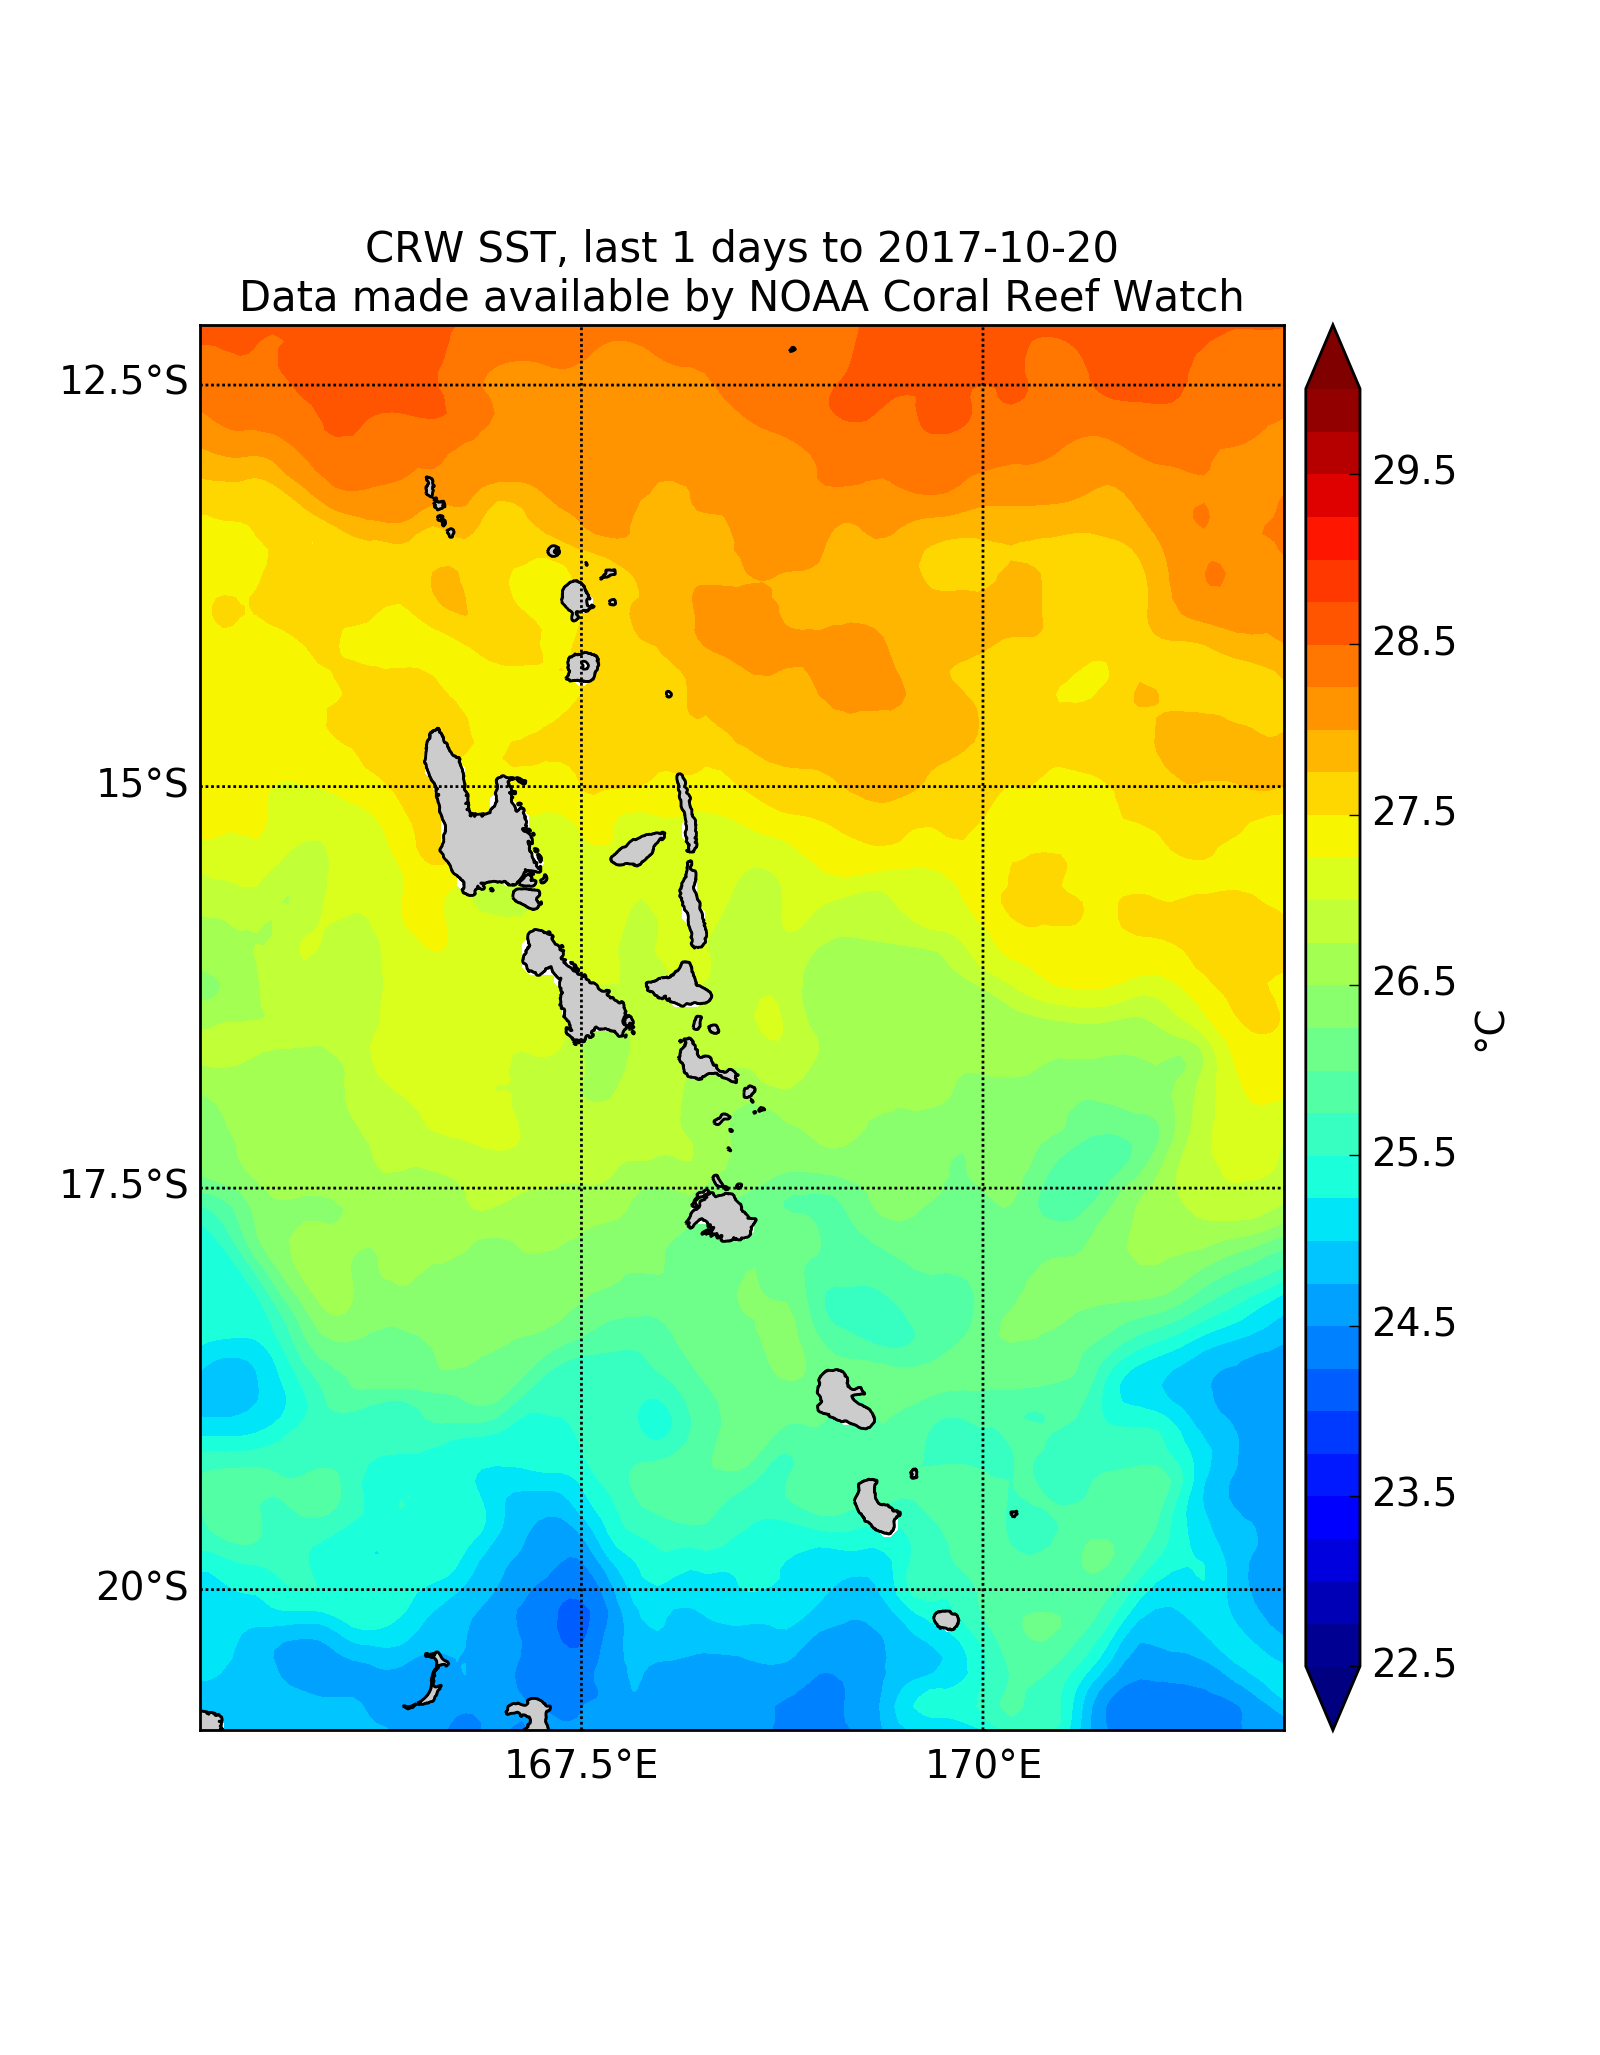 CRW SST, last 1 days to 2017-10-20
Data made available by NOAA Coral Reef Watch
12.5°S
15°S
17.5°S
20°S
167.5°E
170°E
29.5
28.5
27.5
26.5
25.5
24.5
23.5
22.5
°C